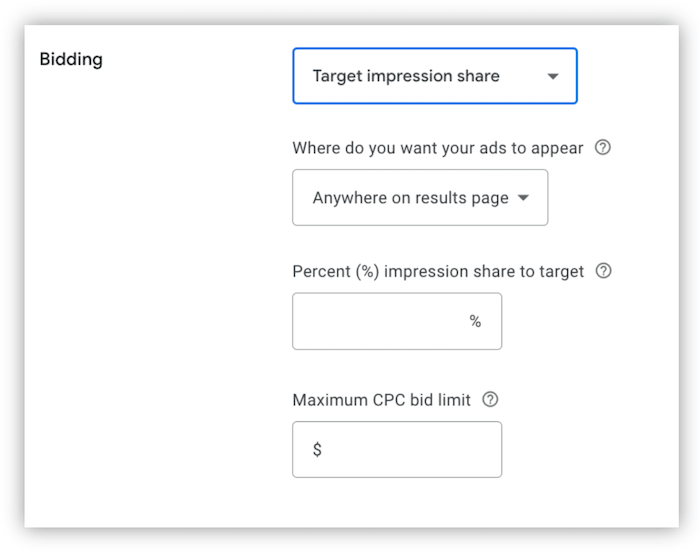 Bidding
Target impression share
Where do you want your ads to appear ?
Anywhere on results page
Percent (%) impression share to target ?
%
Maximum CPC bid limit ?
$